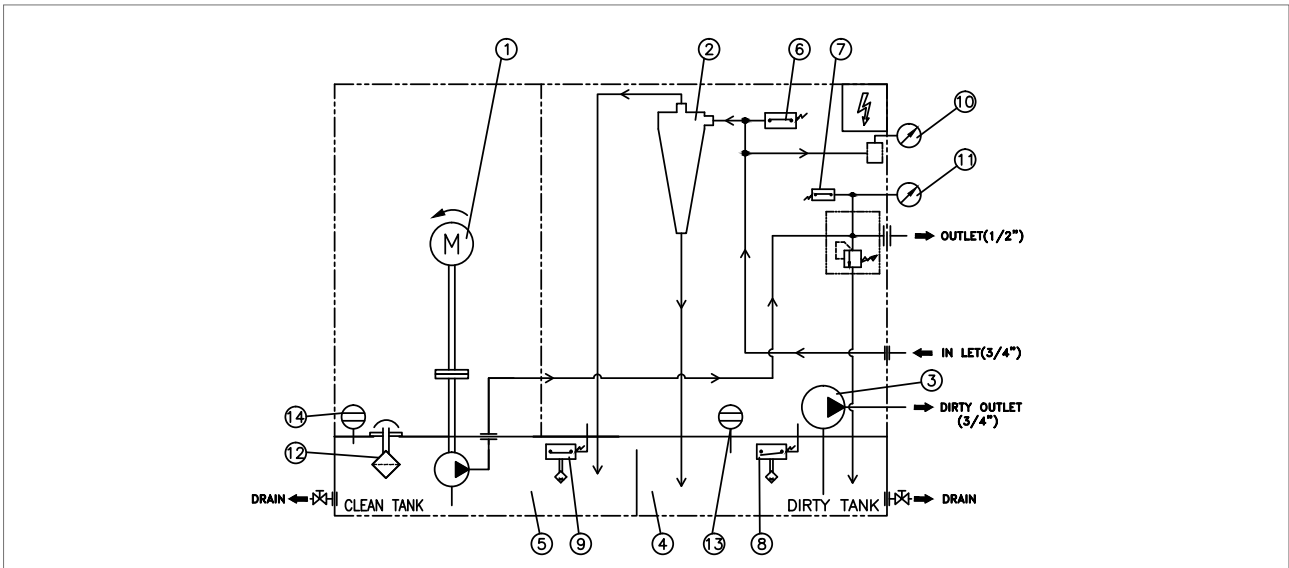 1
2
6
7
10
11
M
OUTLET(1/2")
IN LET(3/4")
3
DIRTY OUTLET
(3/4")
14
12
DRAIN
CLEAN TANK
DIRTY TANK
DRAIN
5
9
4
13
8